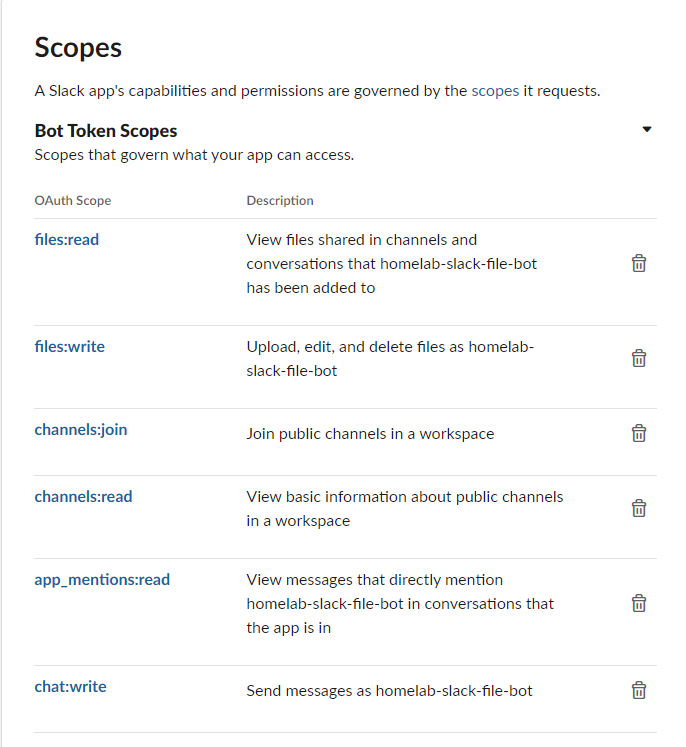 Scopes
A Slack app's capabilities and permissions are governed by the scopes it requests.
Bot Token Scopes
Scopes that govern what your app can access.
OAuth Scope Description
files:read View files shared in channels and
conversations that homelab-slack-file-bot
has been added to
files:write Upload, edit, and delete files as homelab-
slack-file-bot
channels:join Join public channels in a workspace
channels:read View basic information about public channels
in a workspace
app_mentions:read View messages that directly mention
homelab-slack-file-bot in conversations that
the app is in
chat:write Send messages as homelab-slack-file-bot